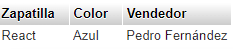 Zapatilla Color Vendedor
React Azul Pedro Fernández